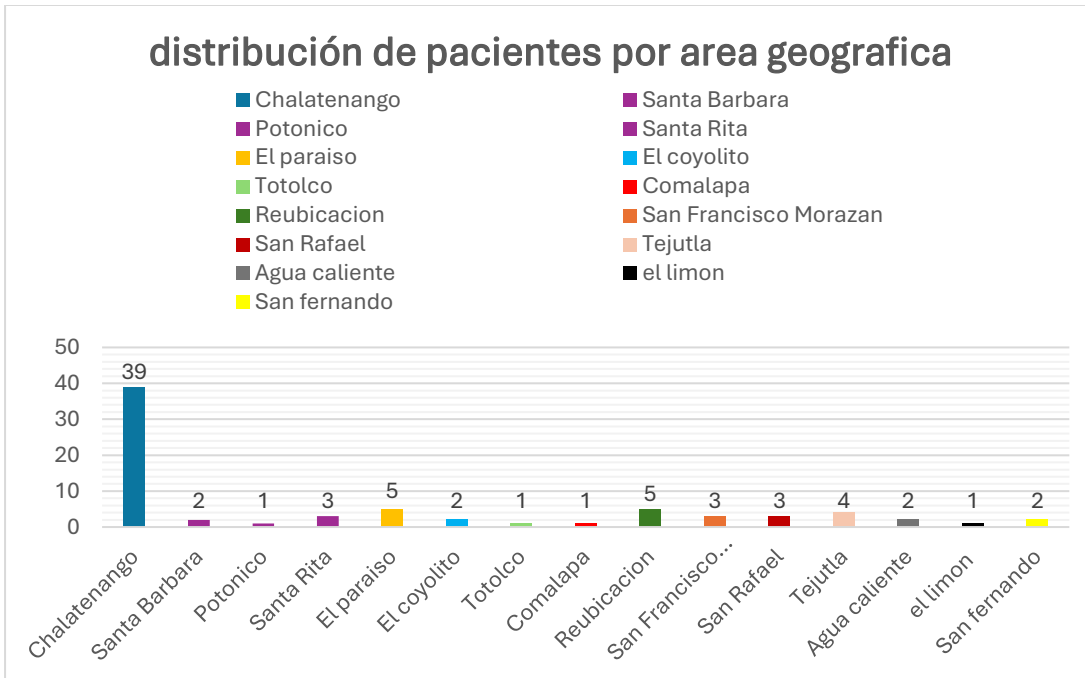 distribución de pacientes por area geografica
Chalatenango
Santa Barbara
Potonico
Santa Rita
El paraiso
El coyolito
Totolco
Comalapa
Reubicacion
San Francisco Morazan
San Rafael
Tejutla
Agua caliente
el limon
San fernando
50
40
30
20
10
0
39
2
1
3
5
2
1
1
5
3
3
4
2
1
2
Chalatenango
Santa Barbara
Potonico
Santa Rita
El paraiso
El coyolito
Totolco
Comalapa
Reubicacion
San Francisco...
San Rafael
Tejutla
Agua caliente
el limon
San fernando